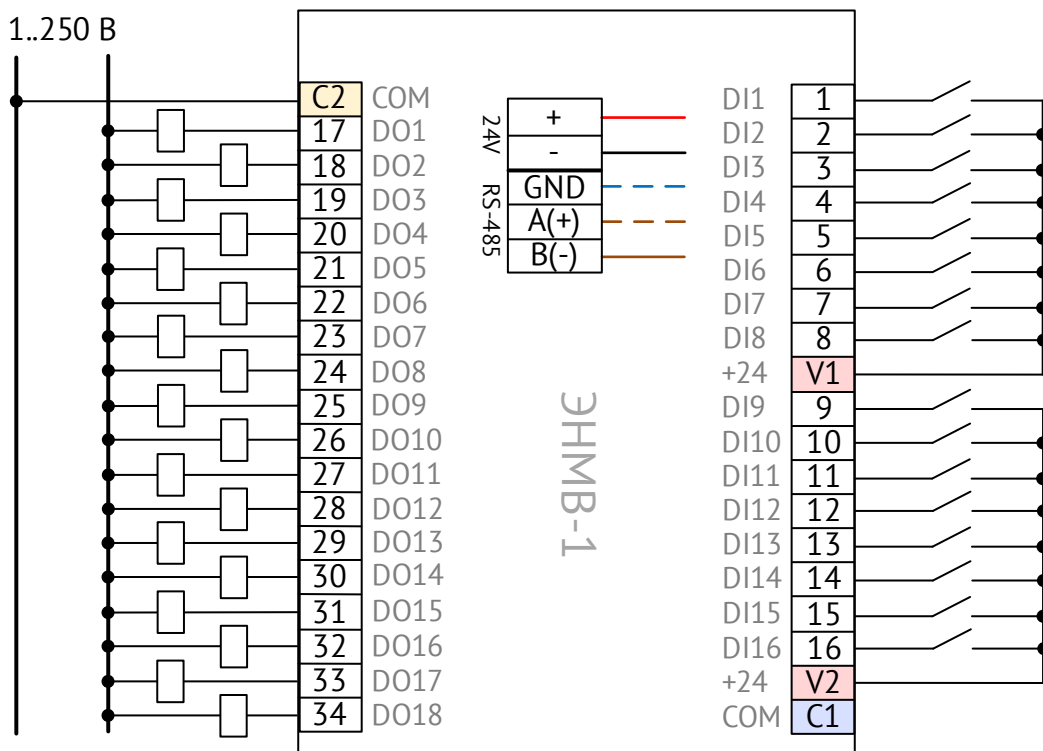 1..250 В
C2 COM
17 DO1
18 DO2
19 DO3
20 DO4
21 DO5
22 DO6
23 DO7
24 DO8
25 DO9
26 DO10
27 DO11
28 DO12
29 DO13
30 DO14
31 DO15
32 DO16
33 DO17
34 DO18
24V
+
-
RS-485
GND
A(+)
B(-)
ЭНМВ-1
DI1 1
DI2 2
DI3 3
DI4 4
DI5 5
DI6 6
DI7 7
DI8 8
+24 V1
DI9 9
DI10 10
DI11 11
DI12 12
DI13 13
DI14 14
DI15 15
DI16 16
+24 V2
COM C1